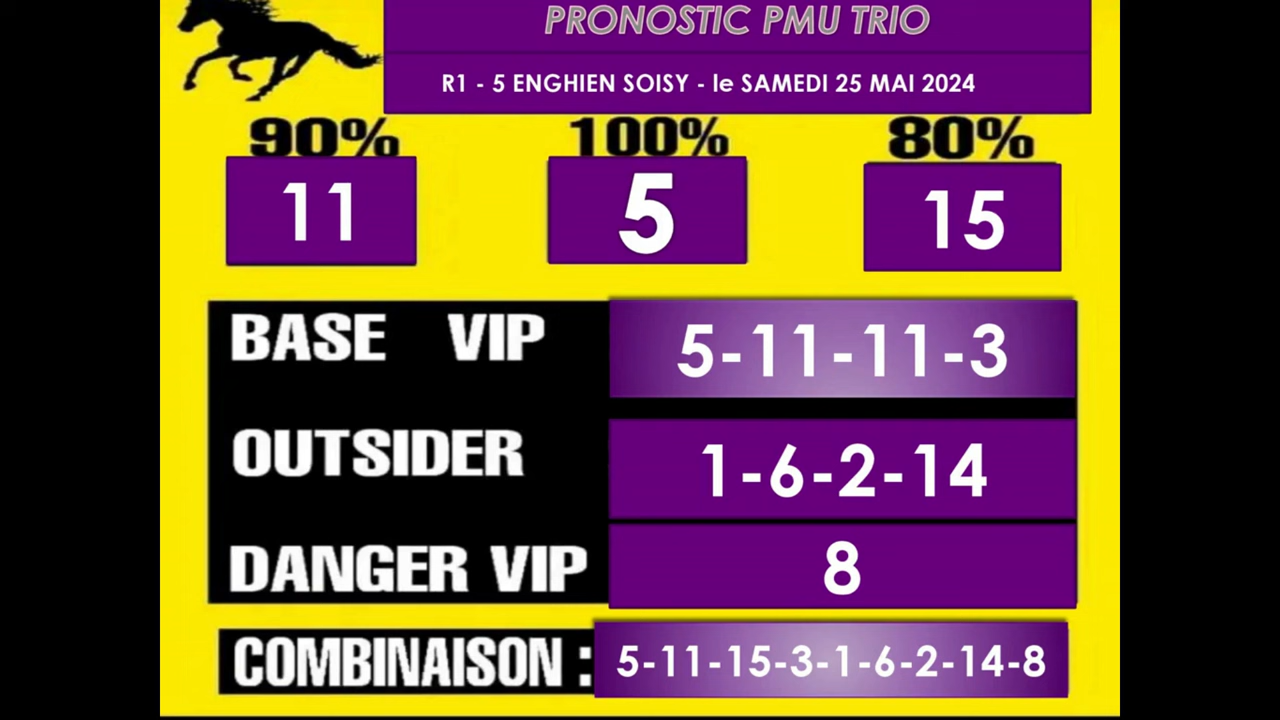 PRONOSTIC PMU TRIO
R1 - 5 ENGHIEN SOISY - le SAMEDI 25 MAI 2024
90% 100% 80%
11 5 15
BASE VIP 5-11-11-3
OUTSIDER 1-6-2-14
DANGER VIP 8
COMBINAISON : 5-11-15-3-1-6-2-14-8